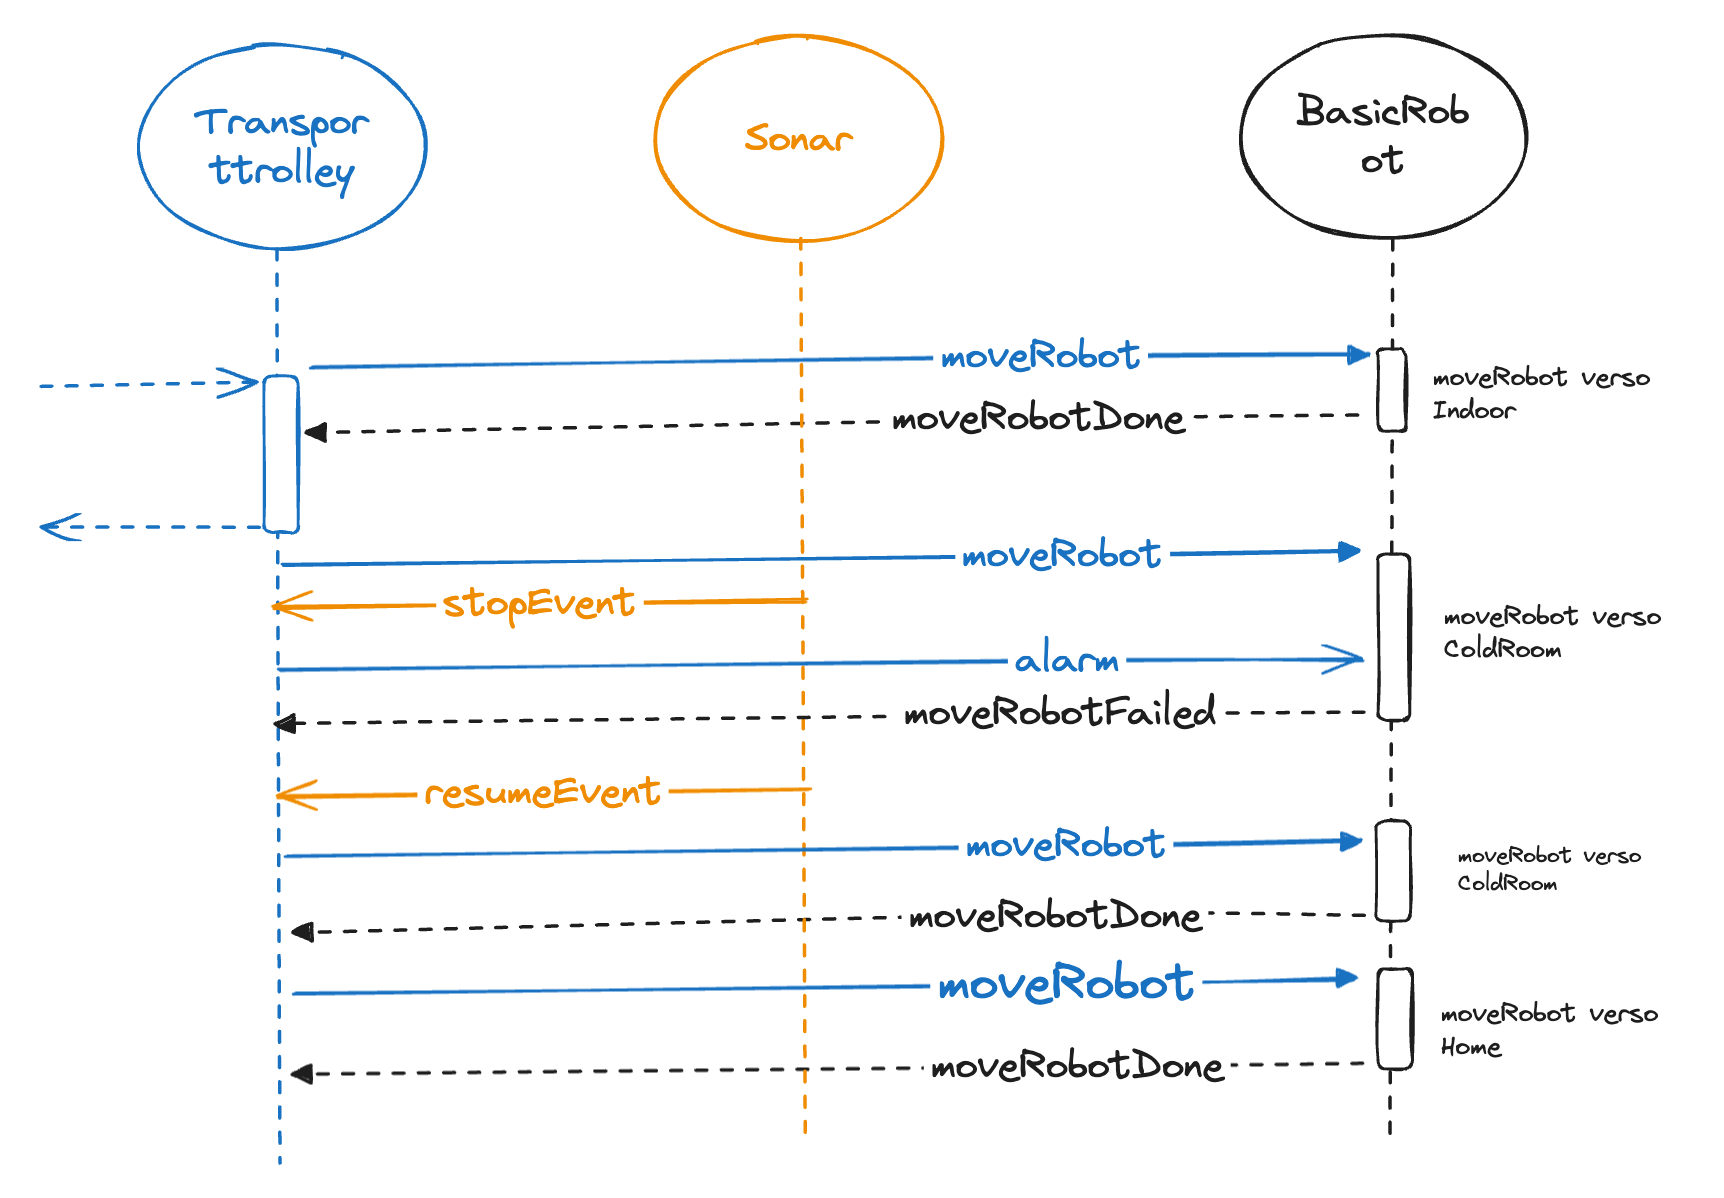 Transpor
ttrolley
Sonar
BasicRob
ot
moveRobot
moveRobot verso
Indoor
moveRobotDone
moveRobot
stopEvent
moveRobot verso
ColdRoom
alarm
moveRobotFailed
resumeEvent
moveRobot
moveRobot verso
ColdRoom
moveRobotDone
moveRobot
moveRobot verso
Home
moveRobotDone